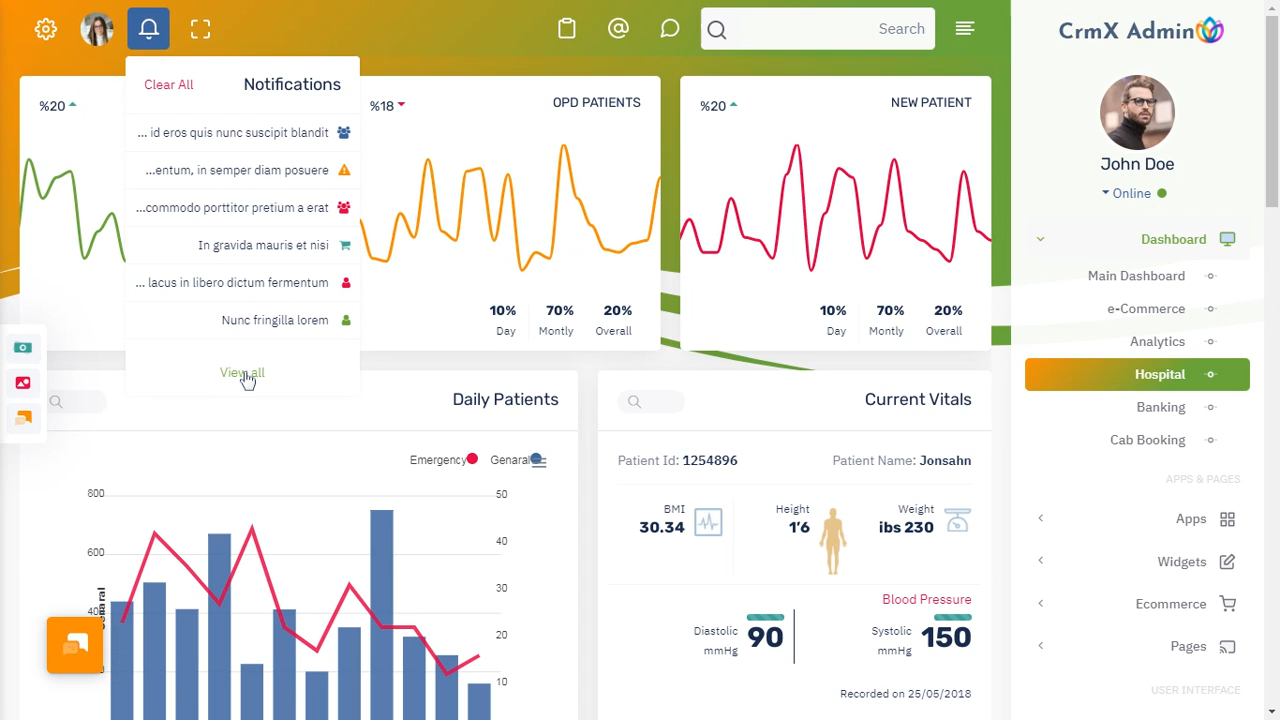 Search
CrmX Admin
John Doe
Online
Clear All
Notifications
... id eros quis nunc suscipit blandit
...entum, in semper diam posuere
...commodo porttitor pretium a erat
In gravida mauris et nisi
... lacus in libero dictum fermentum
Nunc fringilla lorem
View all
%20
%18
OPD PATIENTS
10%
Day
70%
Montly
20%
Overall
%20
NEW PATIENT
10%
Day
70%
Montly
20%
Overall
Dashboard
Main Dashboard
e-Commerce
Analytics
Hospital
Banking
Cab Booking
APPS & PAGES
Apps
Widgets
Ecommerce
Pages
USER INTERFACE
Daily Patients
Emergency
Genaral
800
600
50
40
30
20
10
Current Vitals
Patient Id: 1254896
Patient Name: Jonsahn
BMI
30.34
Height
1'6
Weight
ibs 230
Blood Pressure
Diastolic
mmHg
90
Systolic
mmHg
150
Recorded on 25/05/2018